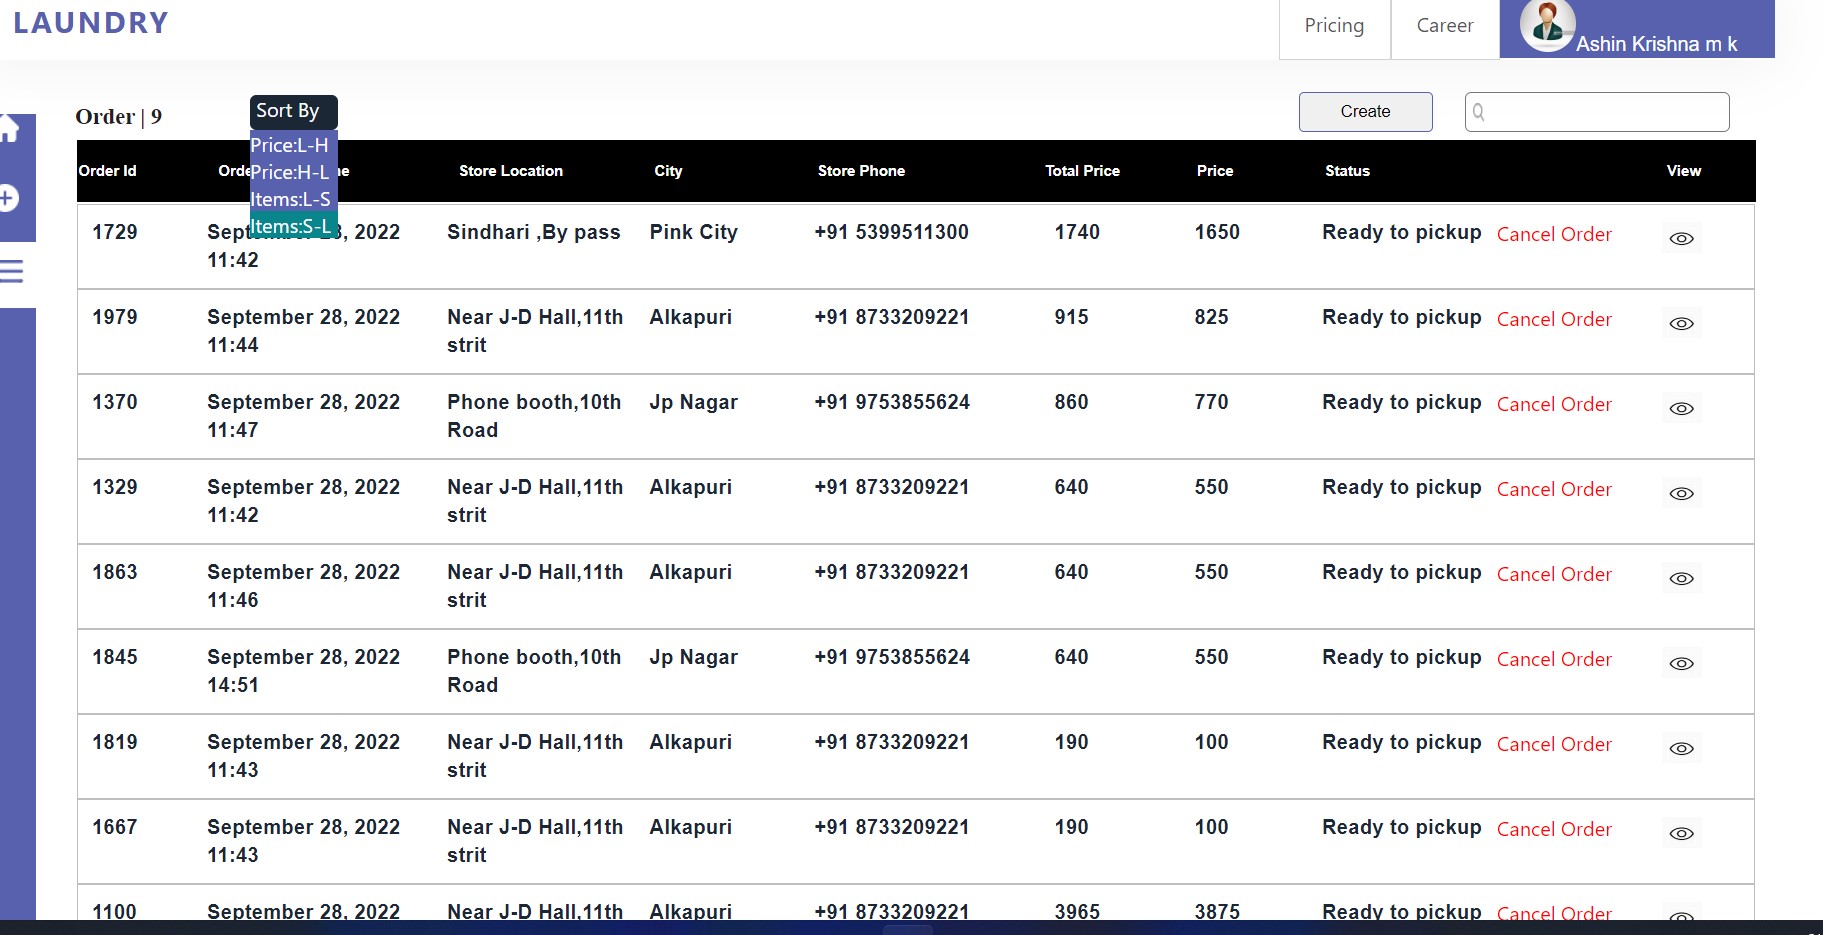 LAUNDRY
Pricing
Career
Ashin Krishna m k
Order | 9
Sort By
Price:L-H
Price:H-L
Items:L-S
Items:S-L
Create
Order Id Store Location City Store Phone Total Price Price Status View
1729 2022 Sindhari ,By pass Pink City +91 5399511300 1740 1650 Ready to pickup Cancel Order
11:42
1979 September 28, 2022 Near J-D Hall,11th Alkapuri +91 8733209221 915 825 Ready to pickup Cancel Order
11:44 strit
1370 September 28, 2022 Phone booth,10th Jp Nagar +91 9753855624 860 770 Ready to pickup Cancel Order
11:47 Road
1329 September 28, 2022 Near J-D Hall,11th Alkapuri +91 8733209221 640 550 Ready to pickup Cancel Order
11:42 strit
1863 September 28, 2022 Near J-D Hall,11th Alkapuri +91 8733209221 640 550 Ready to pickup Cancel Order
11:46 strit
1845 September 28, 2022 Phone booth,10th Jp Nagar +91 9753855624 640 550 Ready to pickup Cancel Order
14:51 Road
1819 September 28, 2022 Near J-D Hall,11th Alkapuri +91 8733209221 190 100 Ready to pickup Cancel Order
11:43 strit
1667 September 28, 2022 Near J-D Hall,11th Alkapuri +91 8733209221 190 100 Ready to pickup Cancel Order
11:43 strit
1100 September 28, 2022 Near J-D Hall,11th Alkapuri +91 8733209221 3965 3875 Ready to pickup Cancel Order